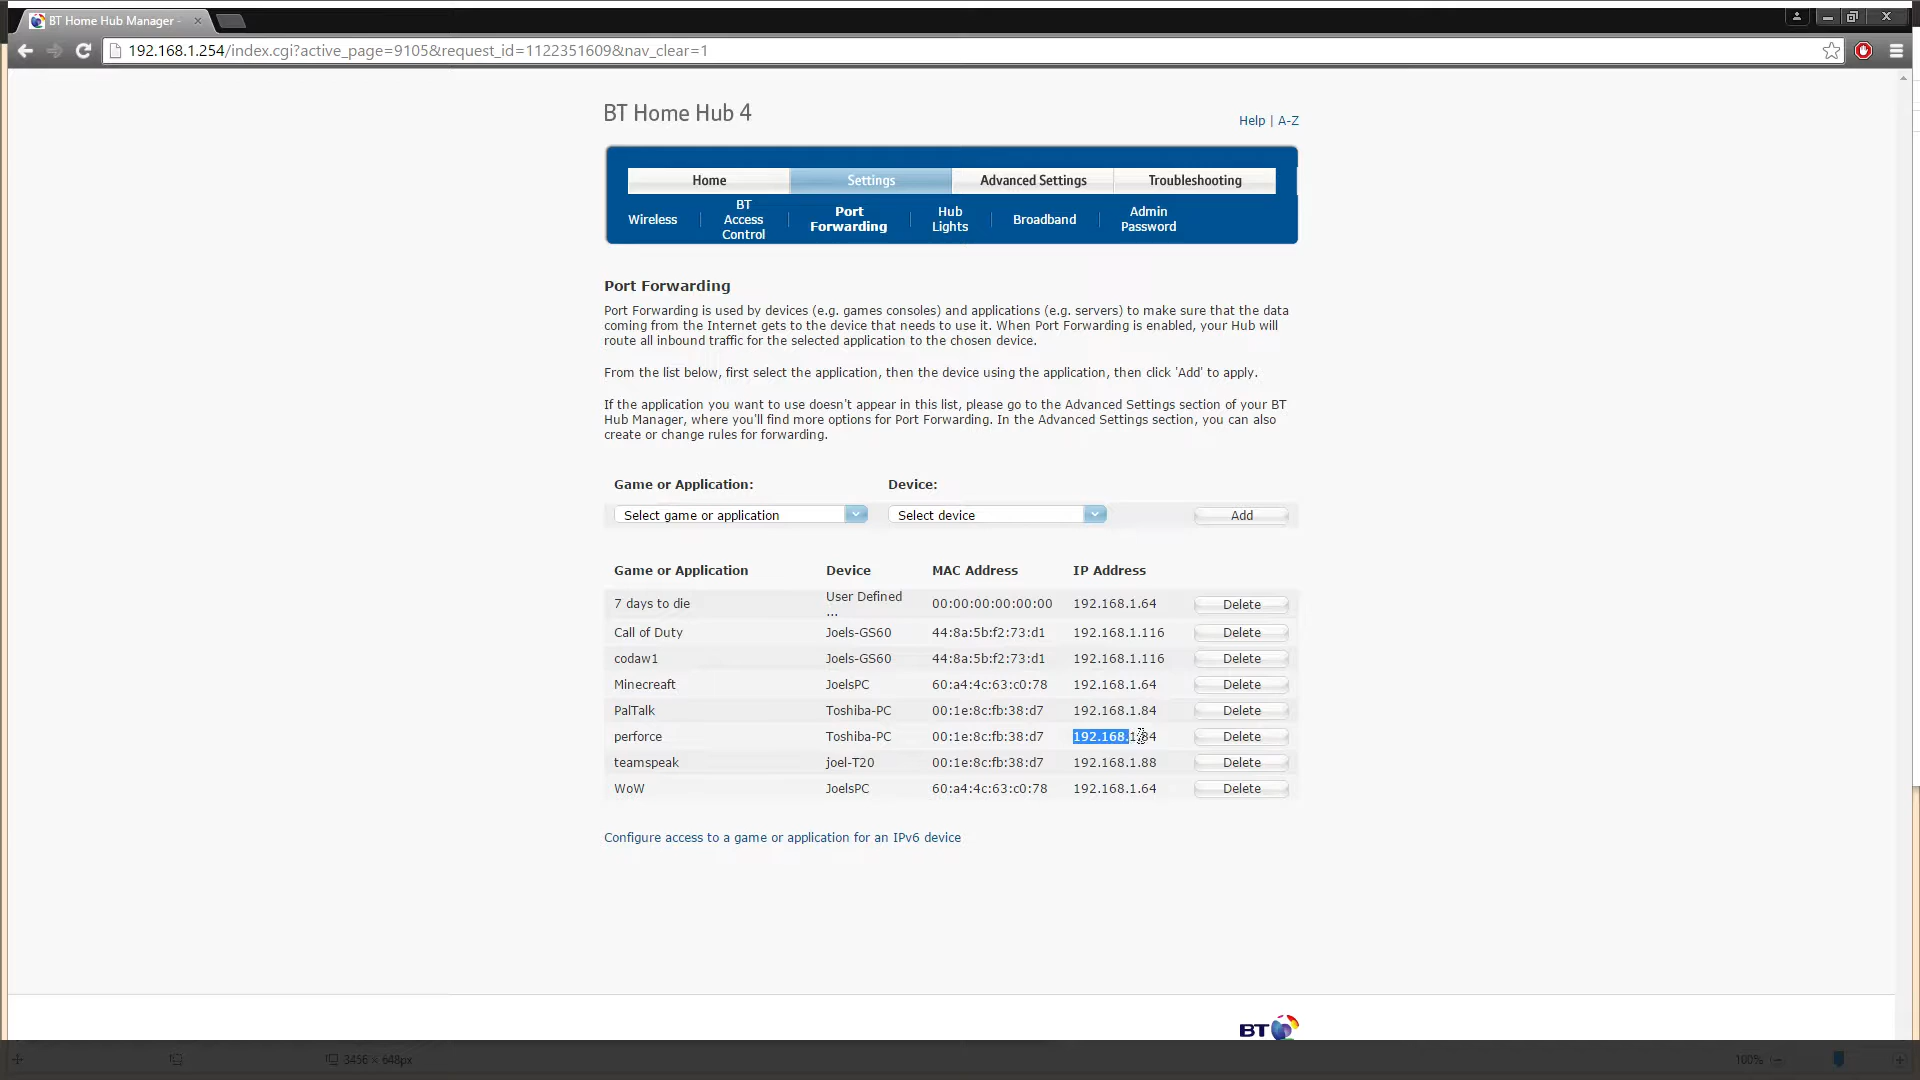 BT Home Hub Manager -
192.168.1.254/index.cgi?active_page=9105&request_id=1122351609&nav_clear=1
BT Home Hub 4
Help | A-Z
Home Settings Advanced Settings Troubleshooting
Wireless
BT
Access
Control
Port
Forwarding
Hub
Lights
Broadband
Admin
Password
Port Forwarding
Port Forwarding is used by devices (e.g. games consoles) and applications (e.g. servers) to make sure that the data
coming from the Internet gets to the device that needs to use it. When Port Forwarding is enabled, your Hub will
route all inbound traffic for the selected application to the chosen device.
From the list below, first select the application, then the device using the application, then click 'Add' to apply.
If the application you want to use doesn't appear in this list, please go to the Advanced Settings section of your BT
Hub Manager, where you'll find more options for Port Forwarding. In the Advanced Settings section, you can also
create or change rules for forwarding.
Game or Application: Device:
Select game or application Select device Add
Game or Application Device MAC Address IP Address
7 days to die User Defined ... 00:00:00:00:00:00 192.168.1.64 Delete
Call of Duty Joels-GS60 44:8a:5b:f2:73:d1 192.168.1.116 Delete
codaw1 Joels-GS60 44:8a:5b:f2:73:d1 192.168.1.116 Delete
Minecreaft JoelsPC 60:a4:4c:63:c0:78 192.168.1.64 Delete
PalTalk Toshiba-PC 00:1e:8c:fb:38:d7 192.168.1.84 Delete
perforce Toshiba-PC 00:1e:8c:fb:38:d7 192.168.1.84 Delete
teamspeak joel-T20 00:1e:8c:fb:38:d7 192.168.1.88 Delete
WoW JoelsPC 60:a4:4c:63:c0:78 192.168.1.64 Delete
Configure access to a game or application for an IPv6 device
BT
3456 × 648px 100%